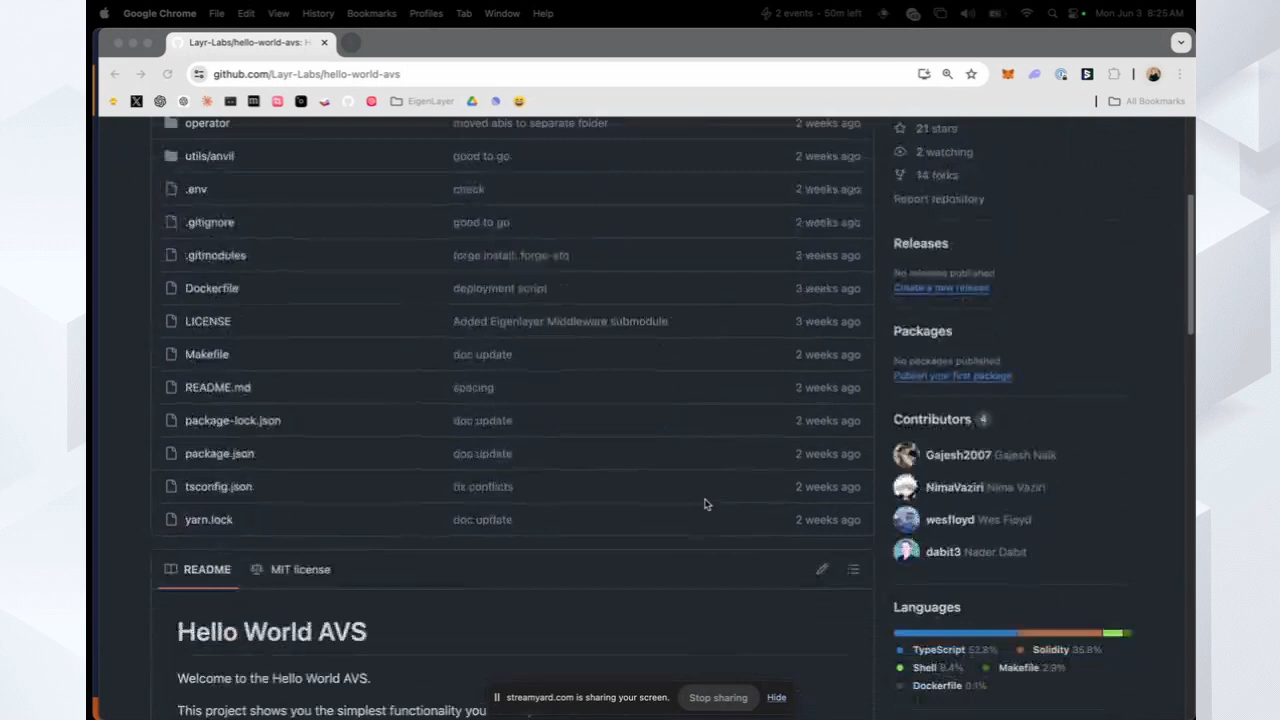 Google Chrome File Edit View History Bookmarks Profiles Tab Window Help 2 events · 50m left Mon Jun 3 8:25 AM
Layr-Labs/hello-world-avs: H
github.com/Layr-Labs/hello-world-avs
EigenLayer All Bookmarks
operator moved abis to separate folder 2 weeks ago
utils/anvil good to go 2 weeks ago
.env check 2 weeks ago
.gitignore good to go 2 weeks ago
.gitmodules forge install: forge-std 3 weeks ago
Dockerfile deployment script 3 weeks ago
LICENSE Added Eigenlayer Middleware submodule 3 weeks ago
Makefile doc update 2 weeks ago
README.md spacing 2 weeks ago
package-lock.json doc update 2 weeks ago
package.json doc update 2 weeks ago
tsconfig.json fix conflicts 2 weeks ago
yarn.lock doc update 2 weeks ago
README MIT license
Hello World AVS
Welcome to the Hello World AVS.
This project shows you the simplest functionality you
21 stars
2 watching
14 forks
Report repository
Releases
No releases published
Create a new release
Packages
No packages published
Publish your first package
Contributors 4
Gajesh2007 Gajesh Naik
NimaVaziri Nima Vaziri
wesfloyd Wes Floyd
dabit3 Nader Dabit
Languages
TypeScript 52.8% Solidity 35.8%
Shell 8.4% Makefile 2.9%
Dockerfile 0.1%
streamyard.com is sharing your screen. Stop sharing Hide